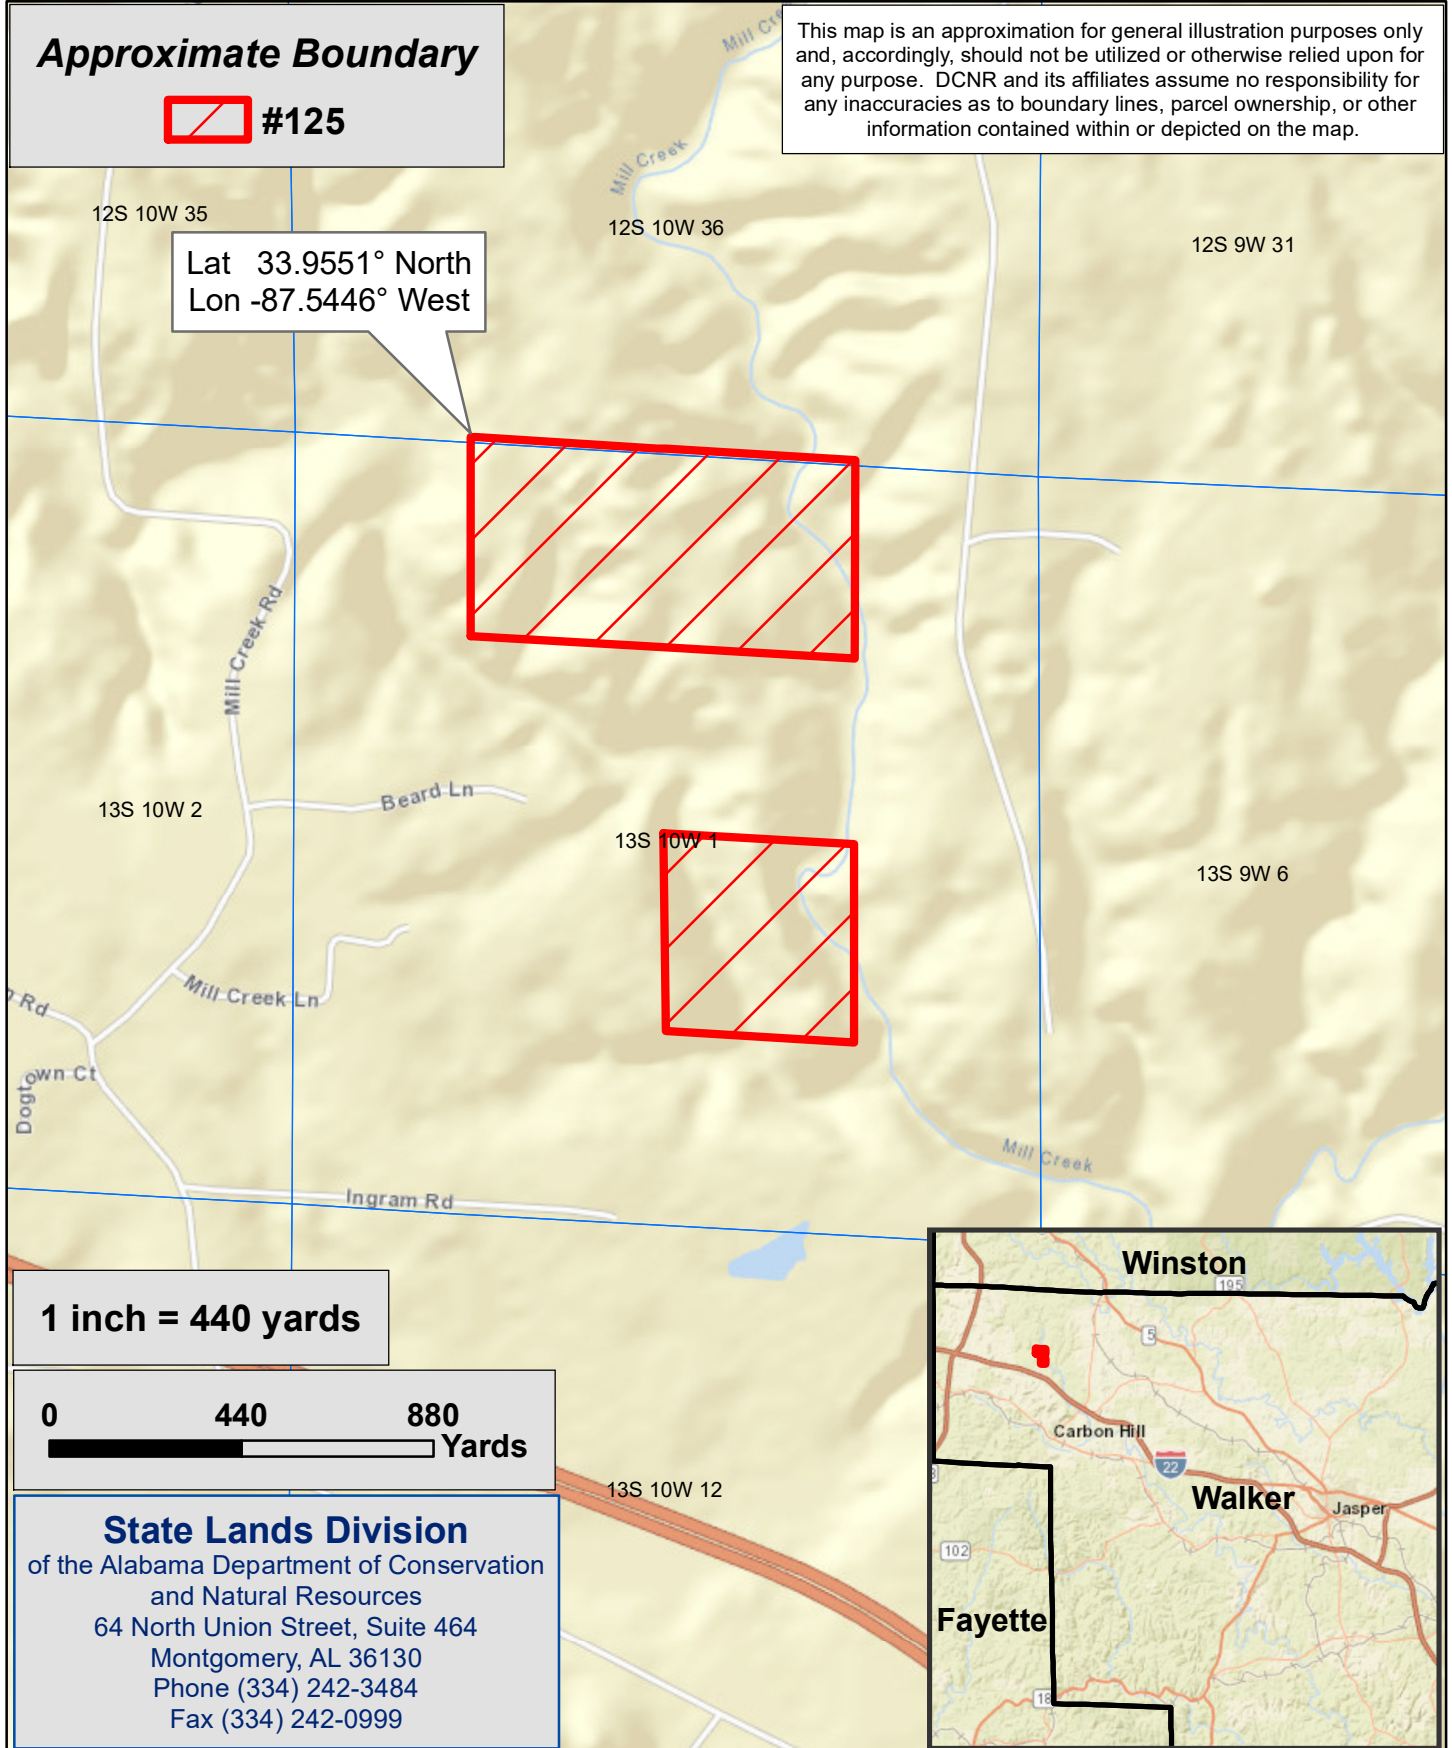 Approximate Boundary
#125
This map is an approximation for general illustration purposes only
and, accordingly, should not be utilized or otherwise relied upon for
any purpose. DCNR and its affiliates assume no responsibility for
any inaccuracies as to boundary lines, parcel ownership, or other
information contained within or depicted on the map.
Mill
Mill Creek
12S 10W 35
12S 10W 36
12S 9W 31
Lat 33.9551° North
Lon -87.5446° West
Mill Creek Rd
Beard Ln
13S 10W 2
13S 10W 1
13S 9W 6
Mill Creek Ln
Rd
Dogtown Ct
Mill Creek
Ingram Rd
1 inch = 440 yards
0 440 880
Yards
13S 10W 12
State Lands Division
of the Alabama Department of Conservation
and Natural Resources
64 North Union Street, Suite 464
Montgomery, AL 36130
Phone (334) 242-3484
Fax (334) 242-0999
Winston
195
5
Carbon Hill
22
Walker
Jasper
102
Fayette
18